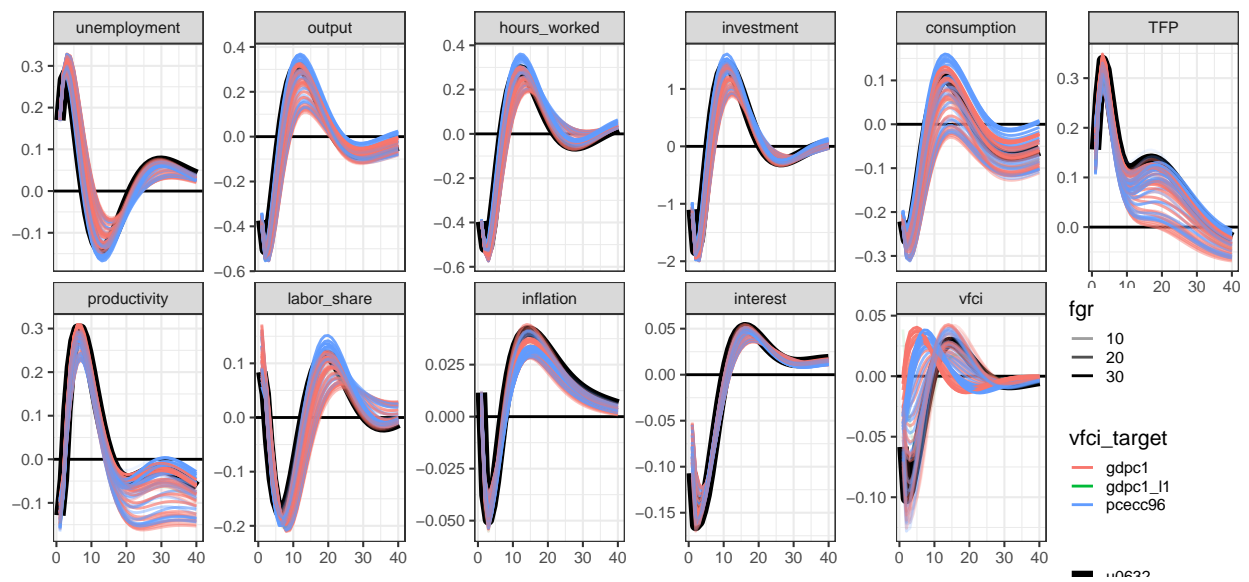 unemployment output hours_worked investment consumption TFP
0.3 0.2 0.1 0.0 −0.1
0.4 0.2 0.0 −0.2 −0.4 −0.6
0.4 0.2 0.0 −0.2 −0.4 −0.6
1 0 −1 −2
0.1 0.0 −0.1 −0.2 −0.3
0.3 0.2 0.1 0.0
0 10 20 30 40
productivity labor_share inflation interest vfci
0.3 0.2 0.1 0.0 −0.1
0.1 0.0 −0.1 −0.2
0.025 0.000 −0.025 −0.050
0.05 0.00 −0.05 −0.10 −0.15
0.05 0.00 −0.05 −0.10
0 10 20 30 40 0 10 20 30 40 0 10 20 30 40 0 10 20 30 40 0 10 20 30 40
fgr
10
20
30
vfci_target
gdpc1
gdpc1_l1
pcecc96